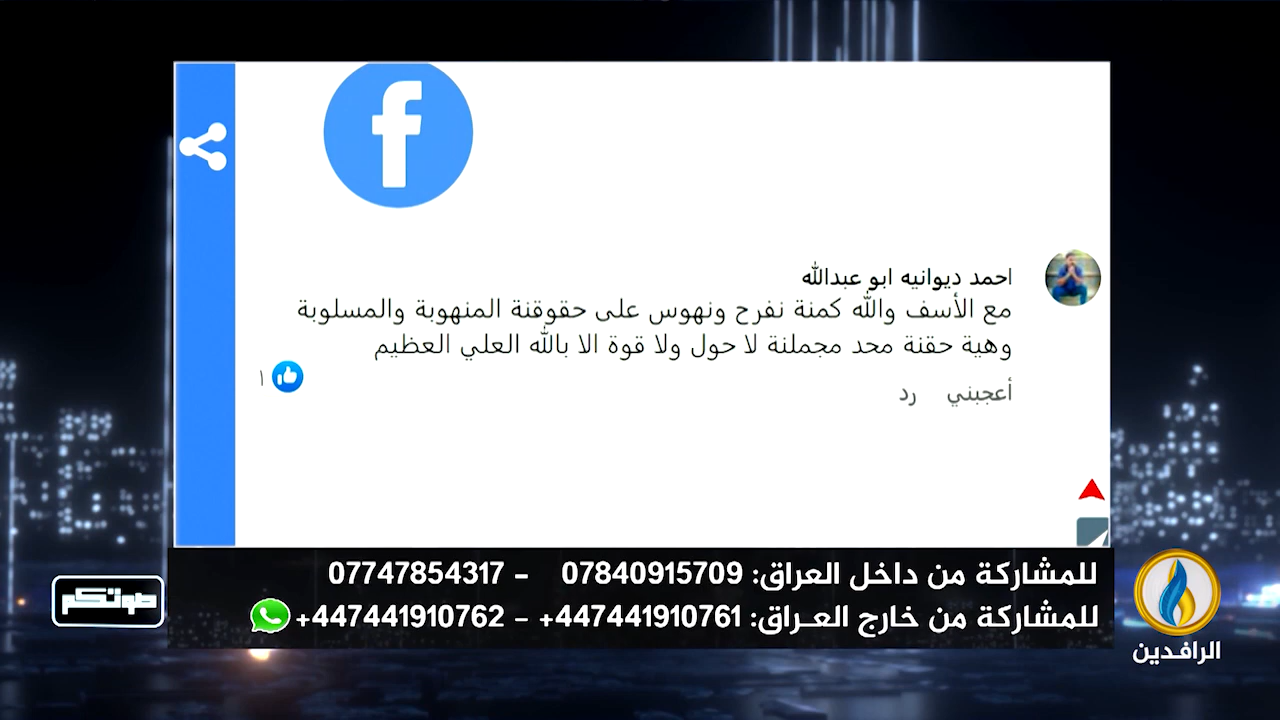 احمد ديوانيه ابو عبدالله
مع الأسف والله كمنة نفرح ونهوس على حقوقنة المنهوبة والمسلوبة
وهية حقنة محد مجملنة لا حول ولا قوة الا بالله العلي العظيم
أعجبني رد
١
للمشاركة من داخل العراق: 07840915709 - 07747854317
للمشاركة من خارج العـراق: 447441910761+ - 447441910762+
صوتكم
الرافدين